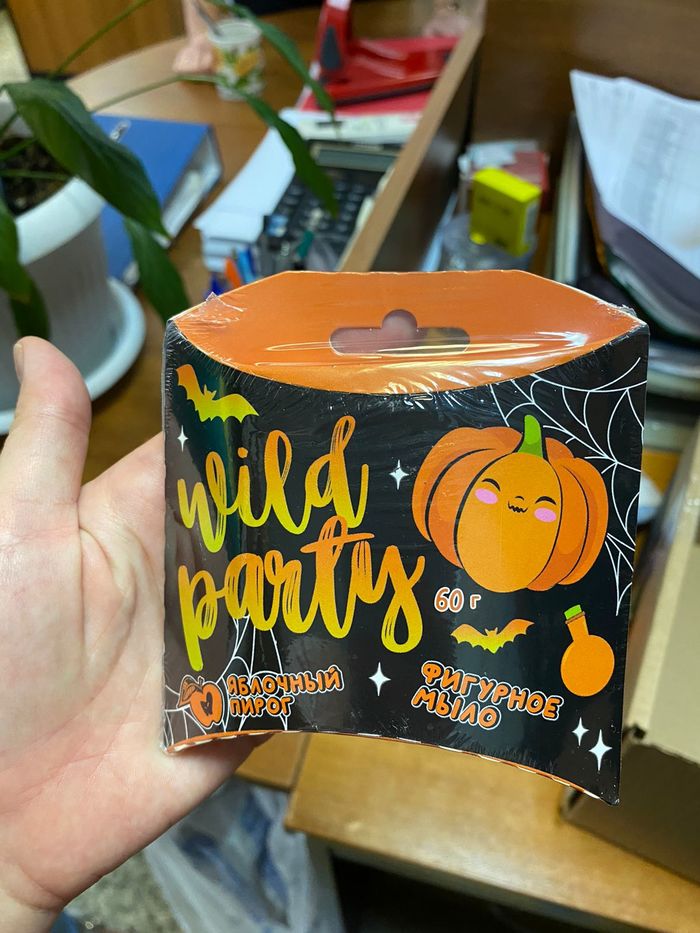 wild
party
60 г
ЯБЛОЧНЫЙ
ПИРОГ
ФИГУРНОЕ
МЫЛО